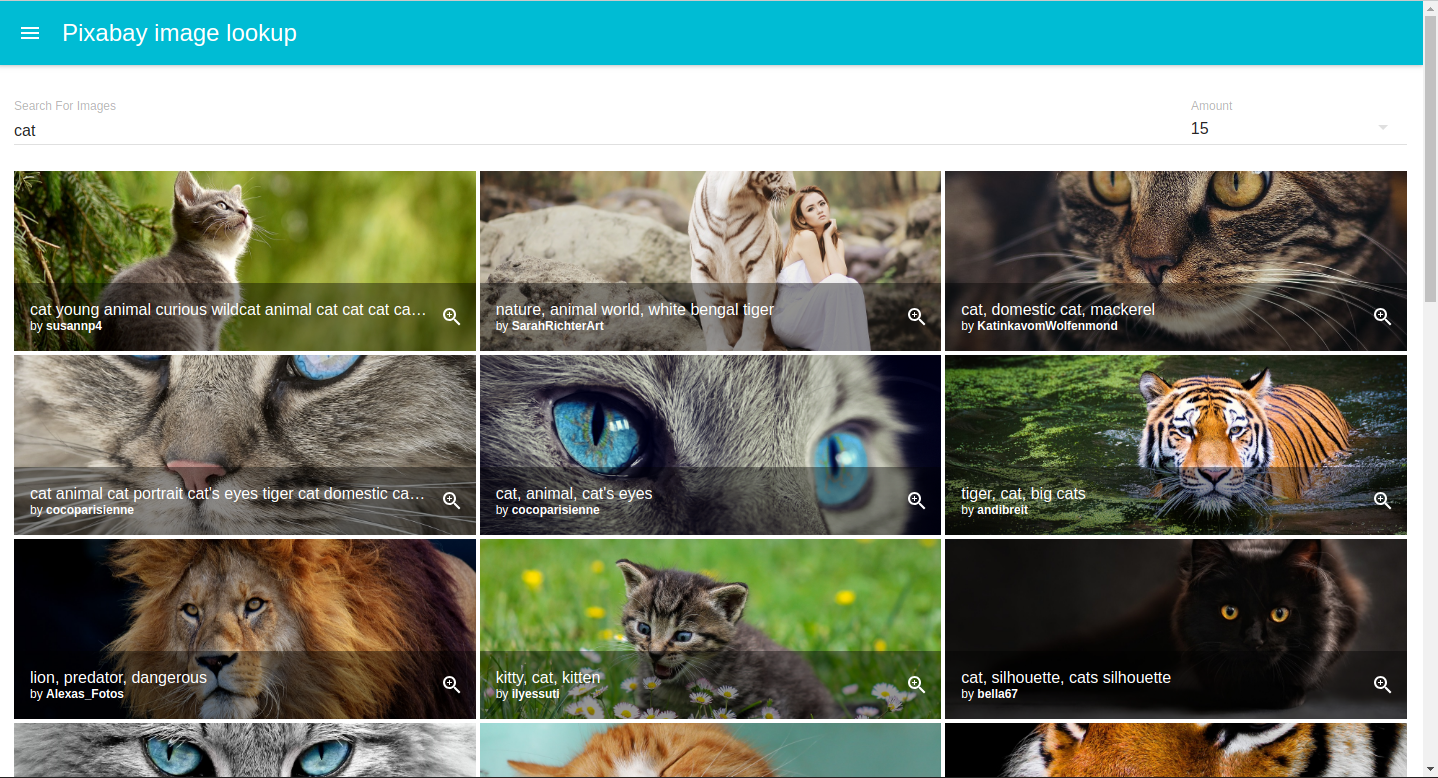 Pixabay image lookup
Search For Images
Amount
cat
15
cat young animal curious wildcat animal cat cat cat ca…
by susannp4
nature, animal world, white bengal tiger
by SarahRichterArt
cat, domestic cat, mackerel
by KatinkavomWolfenmond
cat animal cat portrait cat's eyes tiger cat domestic ca…
by cocoparisienne
cat, animal, cat's eyes
by cocoparisienne
tiger, cat, big cats
by andibreit
lion, predator, dangerous
by Alexas_Fotos
kitty, cat, kitten
by ilyessuti
cat, silhouette, cats silhouette
by bella67